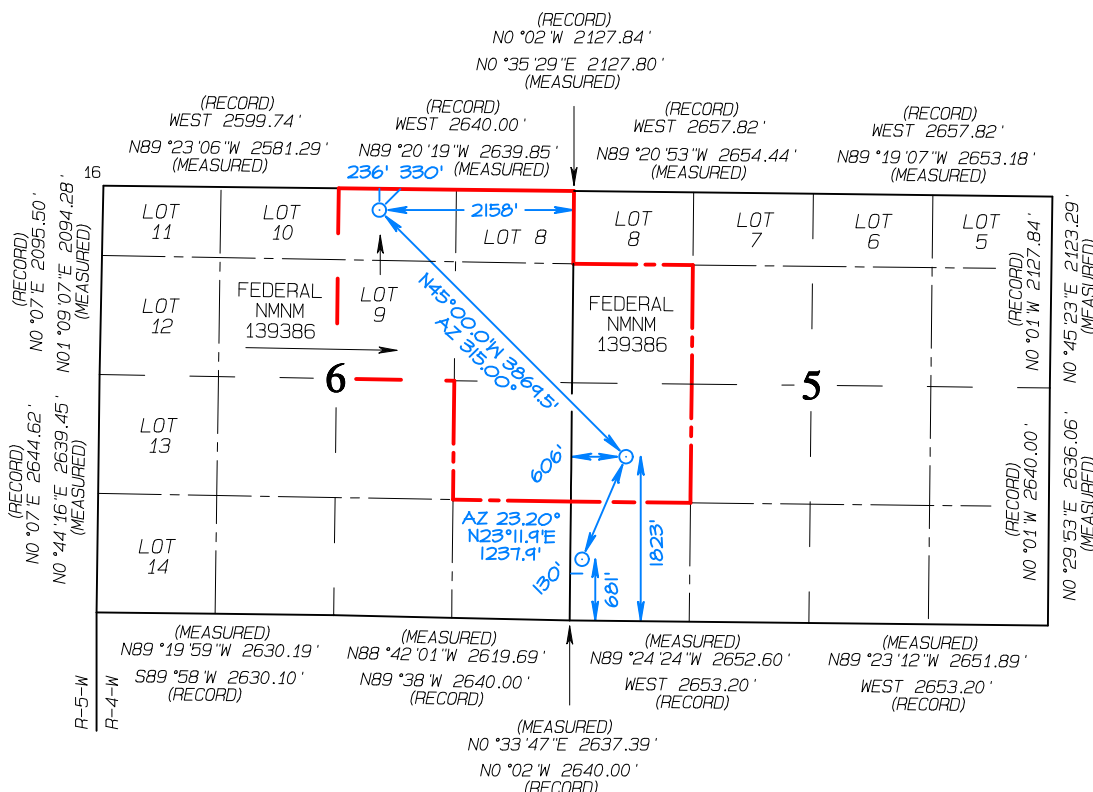 (RECORD)
N0°02'W 2127.84'
N0°35'29"E 2127.80'
(MEASURED)
(RECORD)
WEST 2599.74'
N89°23'06"W 2581.29'
(MEASURED)
(RECORD)
WEST 2640.00'
N89°20'19"W 2639.85'
(MEASURED)
(RECORD)
WEST 2657.82'
N89°20'53"W 2654.44'
(MEASURED)
(RECORD)
WEST 2657.82'
N89°19'07"W 2653.18'
(MEASURED)
16
236' 330'
2158'
LOT
11
LOT
10
LOT 8
LOT
8
LOT
7
LOT
6
LOT
5
(RECORD)
N0°07'E 2095.50'
N01°09'07"E 2094.28'
(MEASURED)
LOT
12
FEDERAL
NMNM
139386
LOT
9
N45°00.0'W 3869.5'
AZ 315.00°
FEDERAL
NMNM
139386
(RECORD)
N0°01'W 2127.84'
N0°45'23"E 2123.29'
(MEASURED)
6
5
(RECORD)
N0°07'E 2644.62'
N0°44'16"E 2639.45'
(MEASURED)
LOT
13
LOT
14
606'
AZ 23.20°
N23°11.9'E
1237.9'
130'
681'
1823'
(RECORD)
N0°01'W 2640.00'
N0°29'53"E 2636.06'
(MEASURED)
(MEASURED)
N89°19'59"W 2630.19'
S89°58'W 2630.10'
(RECORD)
(MEASURED)
N88°42'01"W 2619.69'
N89°38'W 2640.00'
(RECORD)
(MEASURED)
N89°24'24"W 2652.60'
WEST 2653.20'
(RECORD)
(MEASURED)
N89°23'12"W 2651.89'
WEST 2653.20'
(RECORD)
R-5-W
R-4-W
(MEASURED)
N0°33'47"E 2637.39'
N0°02'W 2640.00'
(RECORD)